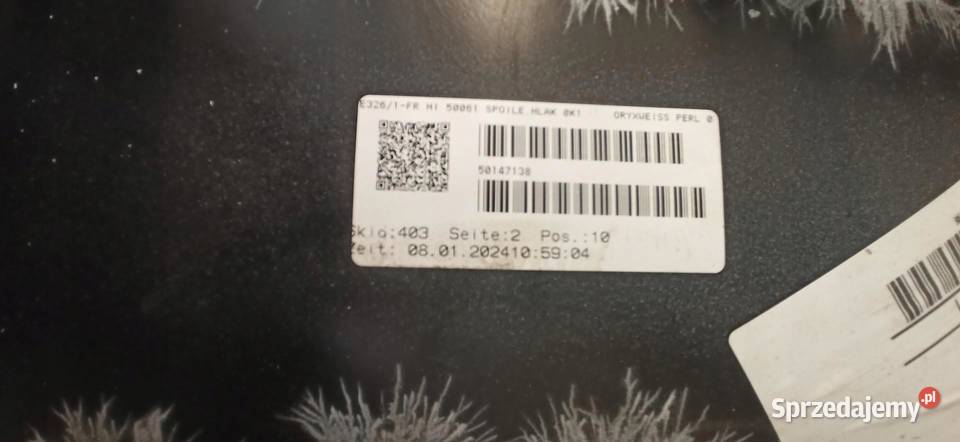 E326/1-FR HI 50061 SPOILE HLAK 0K1 ORYXWEISS PERL 0
50147138
Skid:403 Seite:2 Pos.:10
Zeit: 08.01.202410:59:04
Sprzedajemy.pl